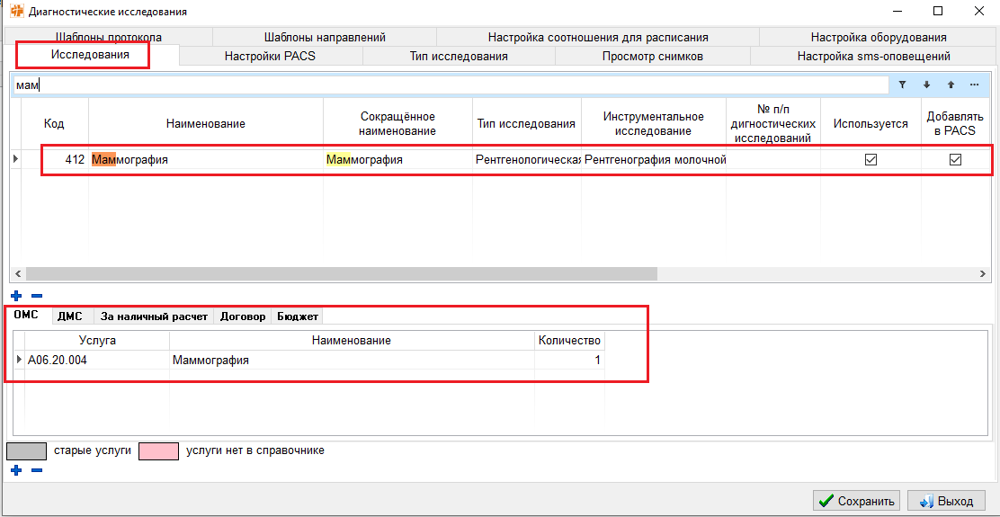 Диагностические исследования
Шаблоны протокола Шаблоны направлений Настройка соотношения для расписания Настройка оборудования
Исследования Настройки PACS Тип исследования Просмотр снимков Настройка sms-оповещений
мам
Код Наименование Сокращённое наименование Тип исследования Инструментальное исследование № п/п дигностических исследований Используется Добавлять в PACS
412 Маммография Маммография Рентгенологическая Рентгенография молочной
ОМС ДМС За наличный расчет Договор Бюджет
Услуга Наименование Количество
A06.20.004 Маммография 1
старые услуги услуги нет в справочнике
Сохранить Выход